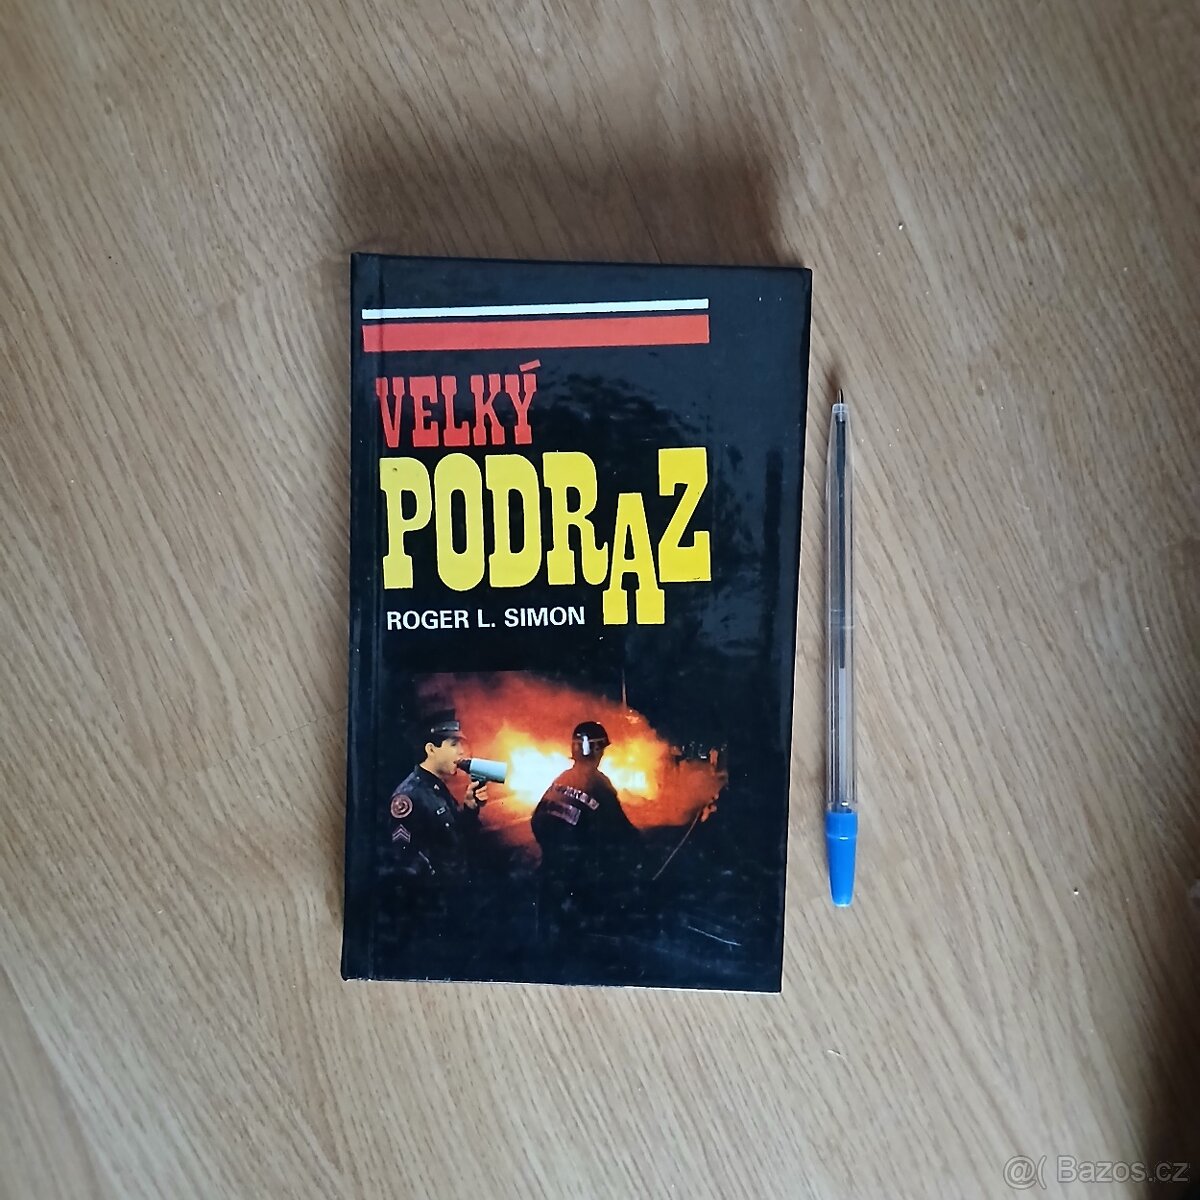 VELKÝ
PODRAZ
ROGER L. SIMON
@( Bazos.cz